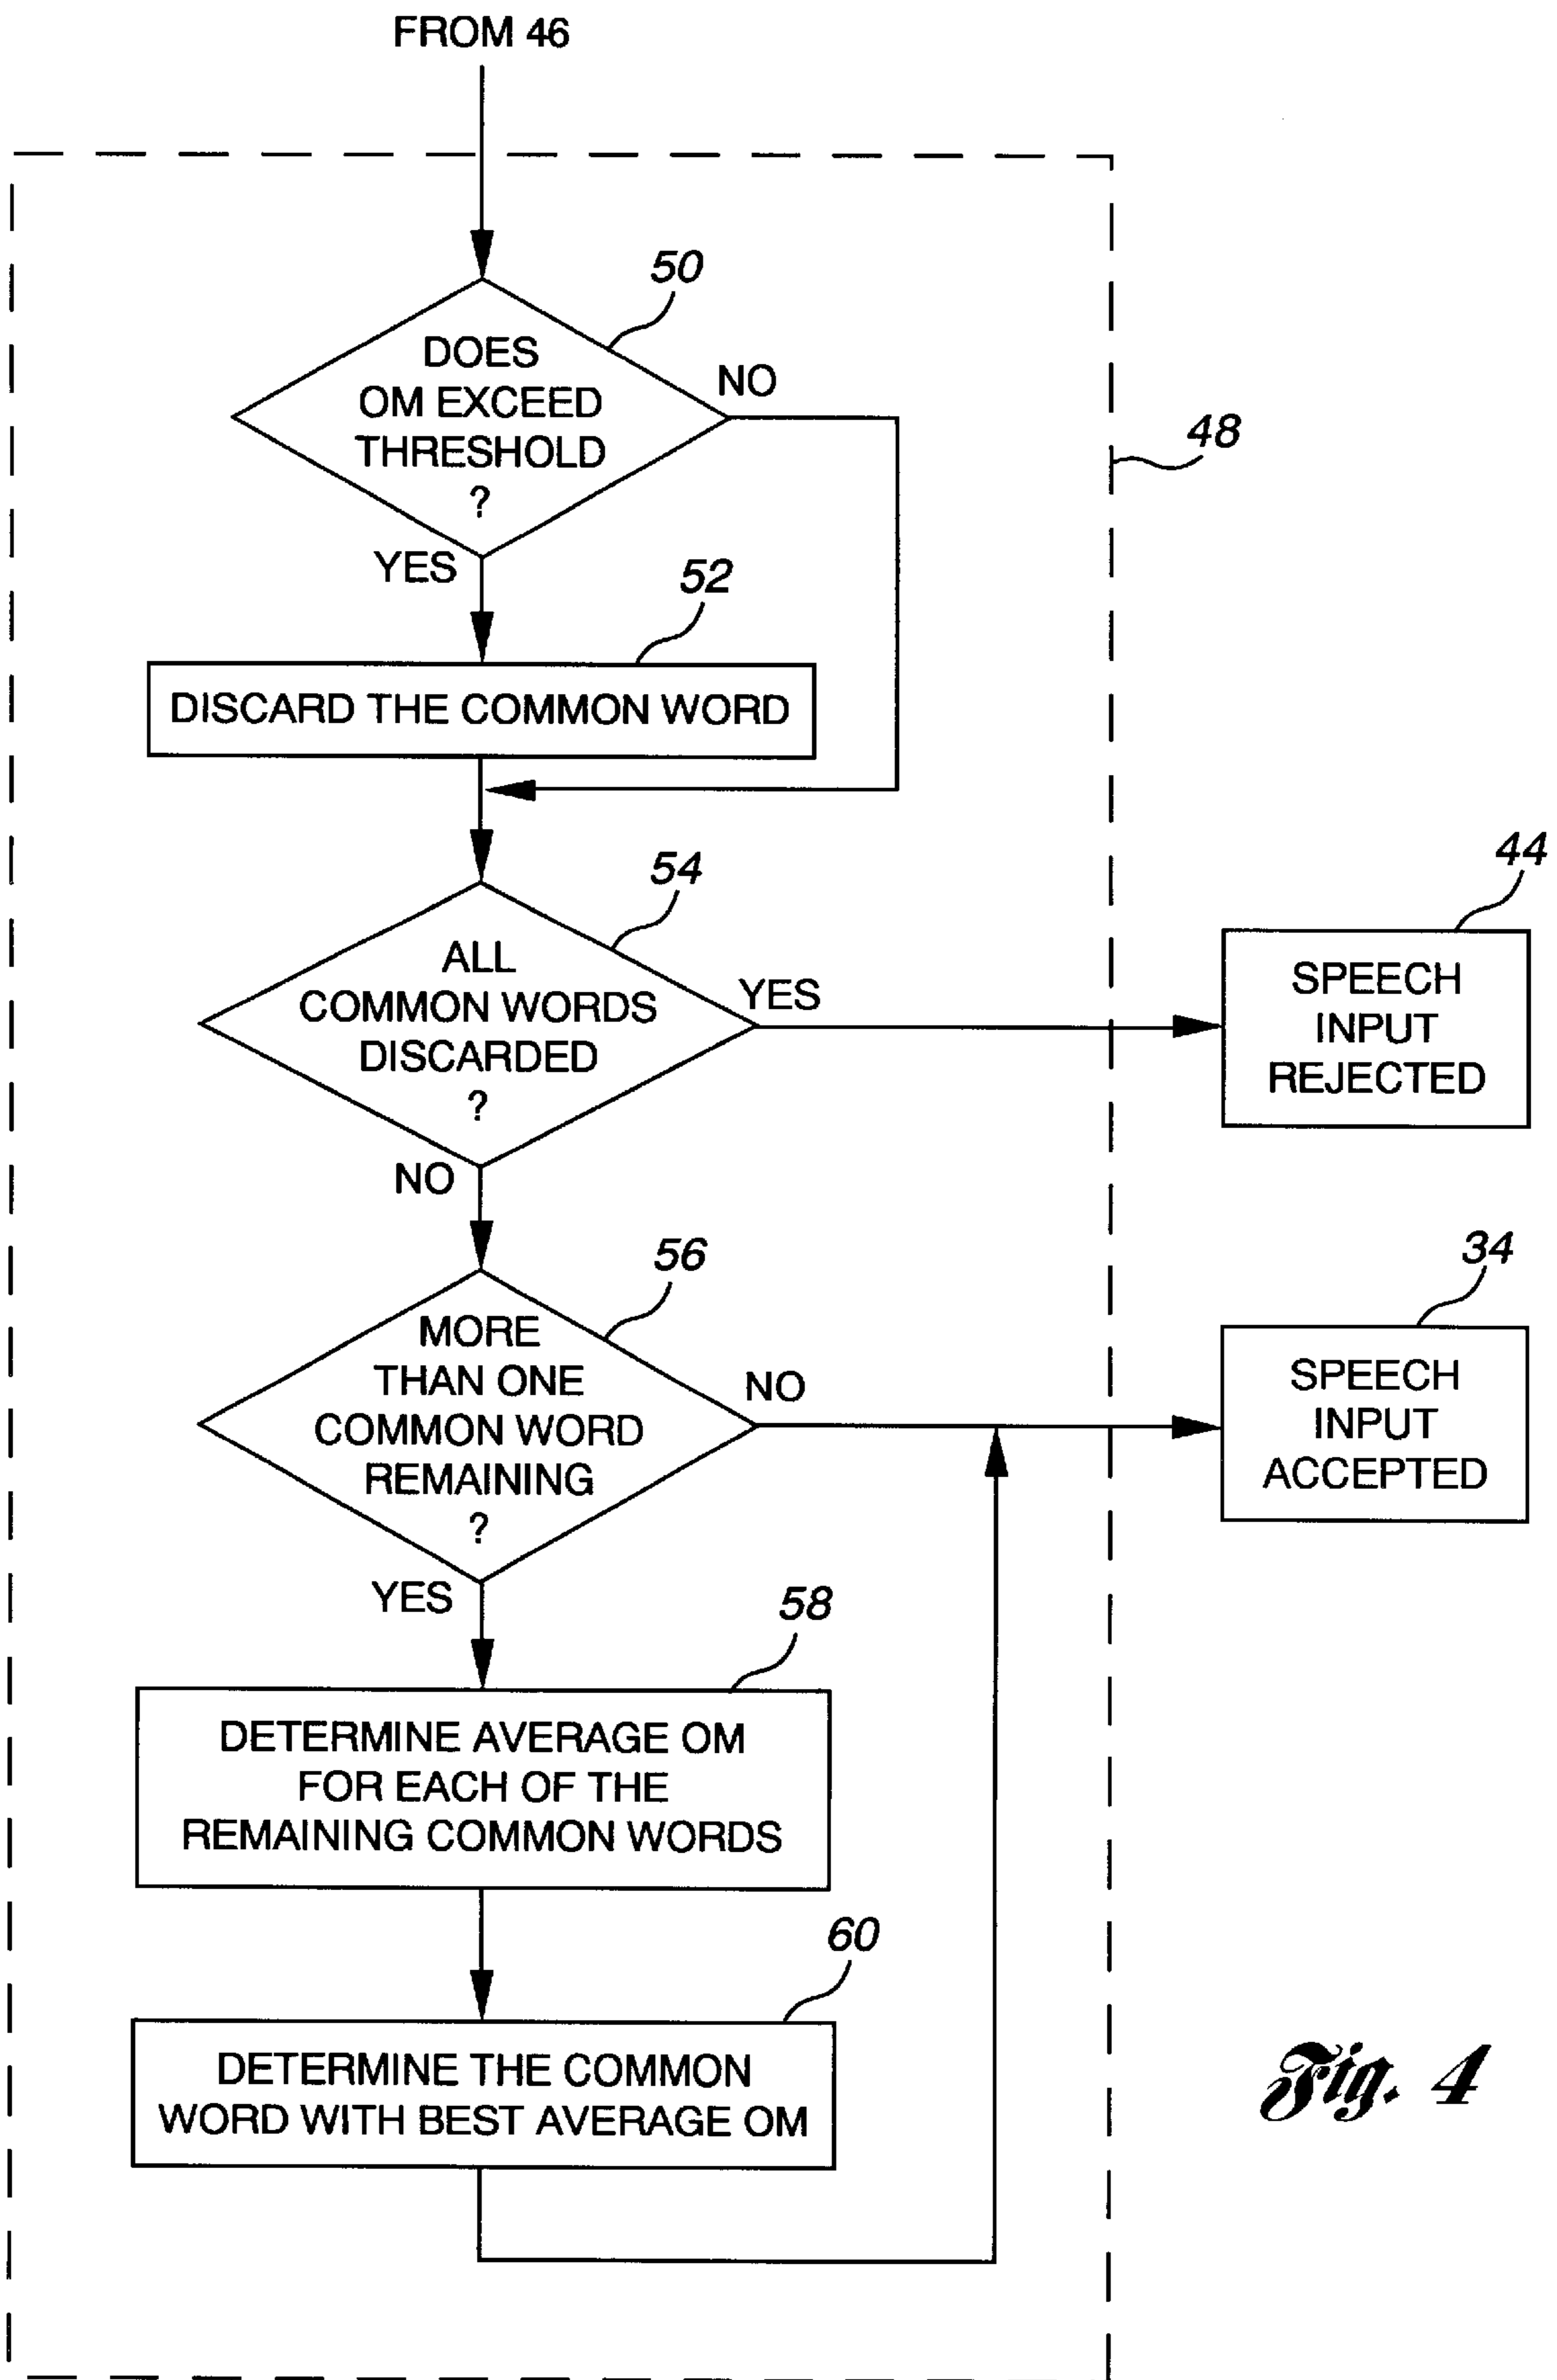 FROM 46
50
DOES
OM EXCEED
THRESHOLD
?
NO
48
YES
52
DISCARD THE COMMON WORD
54
ALL
COMMON WORDS
DISCARDED
?
YES
44
SPEECH
INPUT
REJECTED
NO
56
MORE
THAN ONE
COMMON WORD
REMAINING
?
NO
34
SPEECH
INPUT
ACCEPTED
YES
58
DETERMINE AVERAGE OM
FOR EACH OF THE
REMAINING COMMON WORDS
60
DETERMINE THE COMMON
WORD WITH BEST AVERAGE OM
Fig. 4